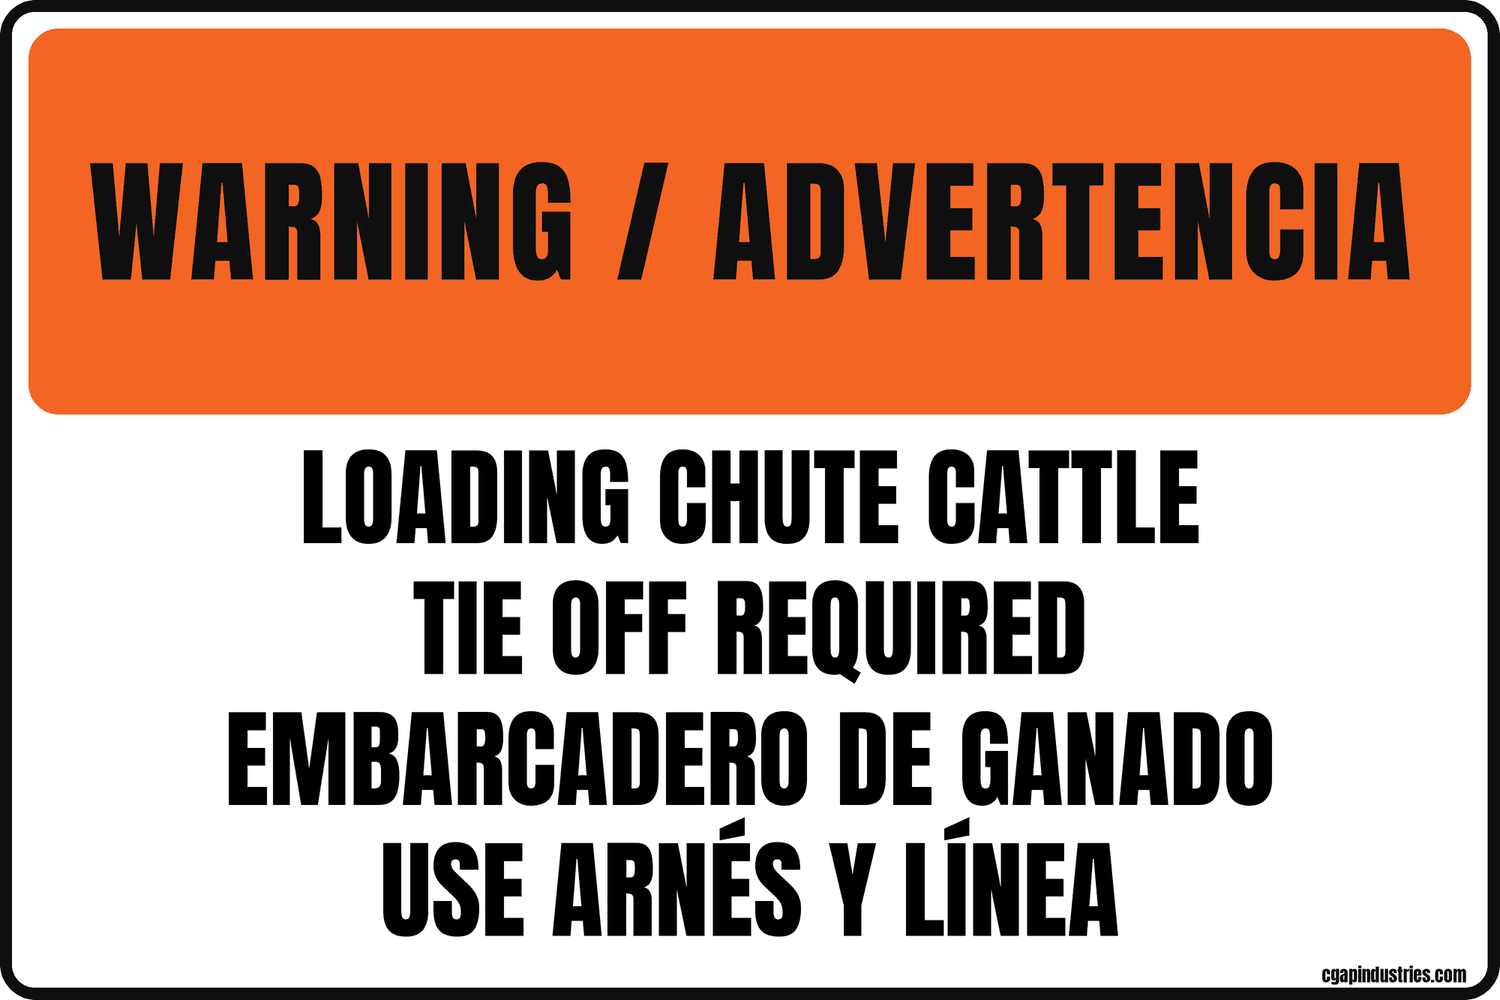 WARNING / ADVERTENCIA
LOADING CHUTE CATTLE
TIE OFF REQUIRED
EMBARCADERO DE GANADO
USE ARNÉS Y LÍNEA
cgapindustries.com